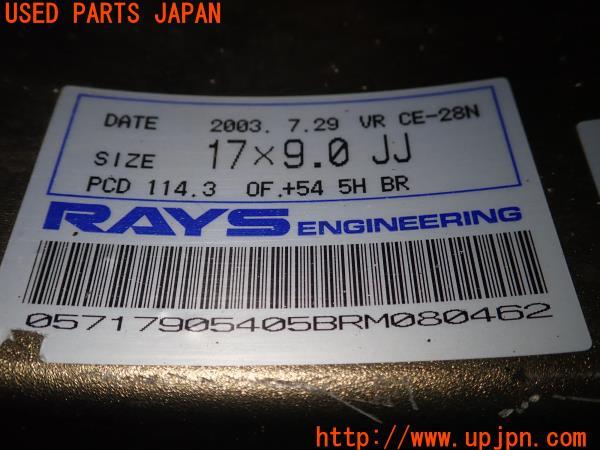 USED PARTS JAPAN
DATE 2003. 7.29 VR CE-28N
SIZE 17×9.0 JJ
PCD 114.3 OF.+54 5H BR
RAYS ENGINEERING
05717905405BRM080462
http://www.upjpn.com/